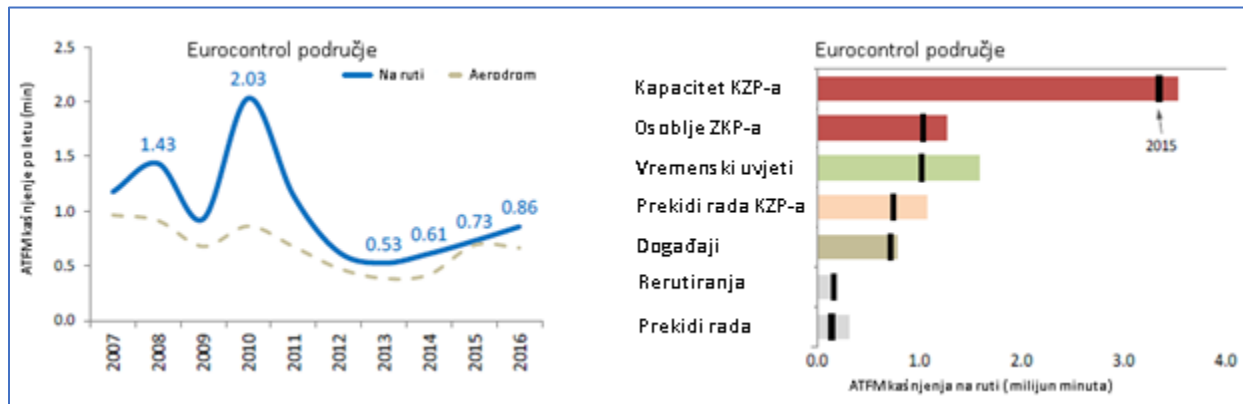 Eurocontrol područje
Na ruti
Aerodrom
ATFM kašnjenje po letu (min)
2.5
2.0
1.5
1.0
0.5
0.0
1.43
2.03
0.53
0.61
0.73
0.86
2007
2008
2009
2010
2011
2012
2013
2014
2015
2016
Eurocontrol područje
Kapacitet KZP-a
Osoblje ZKP-a
Vremenski uvjeti
Prekidi rada KZP-a
Događaji
Rerutiranja
Prekidi rada
2015
0.0
1.0
2.0
3.0
4.0
ATFM kašnjenja na ruti (milijun minuta)